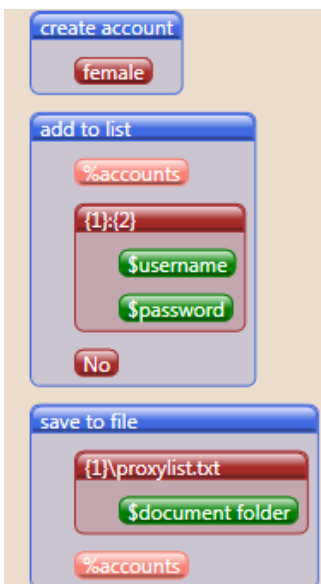 create account
female
add to list
%accounts
{1}:{2}
$username
$password
No
save to file
{1}\proxylist.txt
$document folder
%accounts